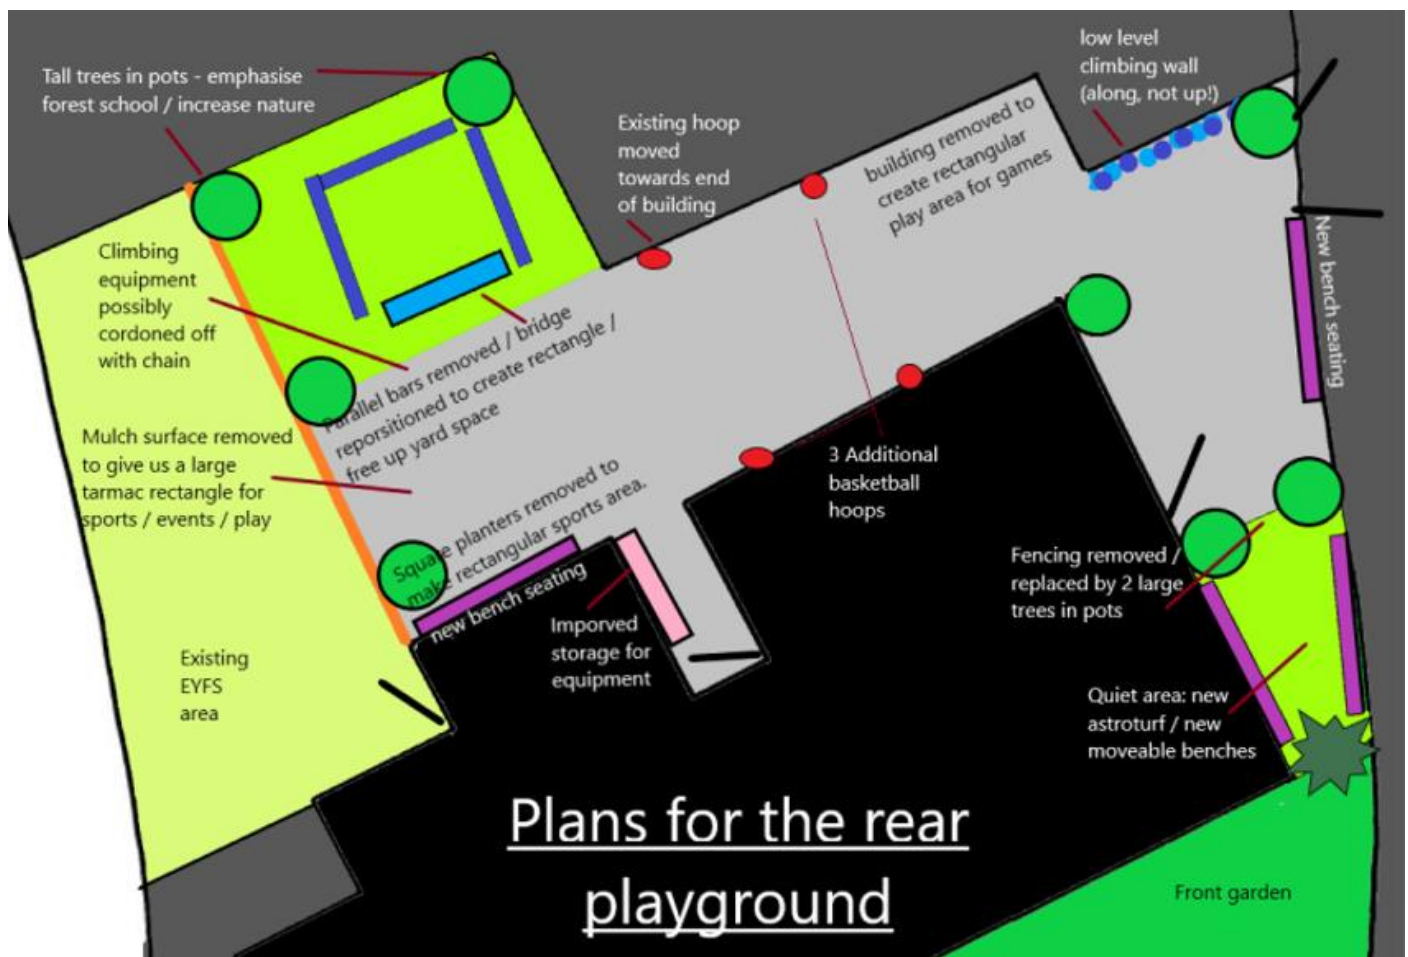 Tall trees in pots - emphasise
forest school / increase nature
Existing hoop
moved
towards end
of building
building removed to
create rectangular
play area for games
low level
climbing wall
(along, not up!)
New bench seating
Climbing
equipment
possibly
cordoned off
with chain
Parallel bars removed / bridge
reporsitioned to create rectangle /
free up yard space
Mulch surface removed
to give us a large
tarmac rectangle for
sports / events / play
Square planters removed to
make rectangular sports area.
new bench seating
3 Additional
basketball
hoops
Imporved
storage for
equipment
Fencing removed /
replaced by 2 large
trees in pots
Existing
EYFS
area
Quiet area: new
astroturf / new
moveable benches
Plans for the rear
playground
Front garden